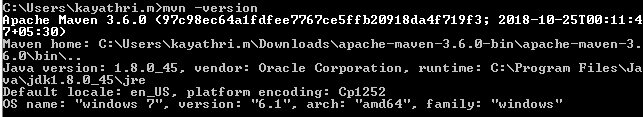 C:\Users\kayathri.m>mvn -version
Apache Maven 3.6.0 (97c98ec64a1fdfee7767ce5ffb20918da4f719f3; 2018-10-25T00:11:4
7+05:30)
Maven home: C:\Users\kayathri.m\Downloads\apache-maven-3.6.0-bin\apache-maven-3.
6.0\bin\..
Java version: 1.8.0_45, vendor: Oracle Corporation, runtime: C:\Program Files\Ja
va\jdk1.8.0_45\jre
Default locale: en_US, platform encoding: Cp1252
OS name: "windows 7", version: "6.1", arch: "amd64", family: "windows"